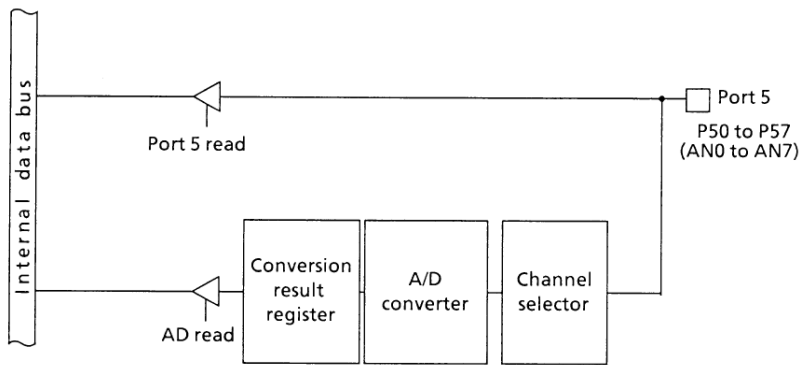 Internal data bus
Port 5 read
Port 5
P50 to P57
(AN0 to AN7)
Conversion
result
register
A/D
converter
Channel
selector
AD read